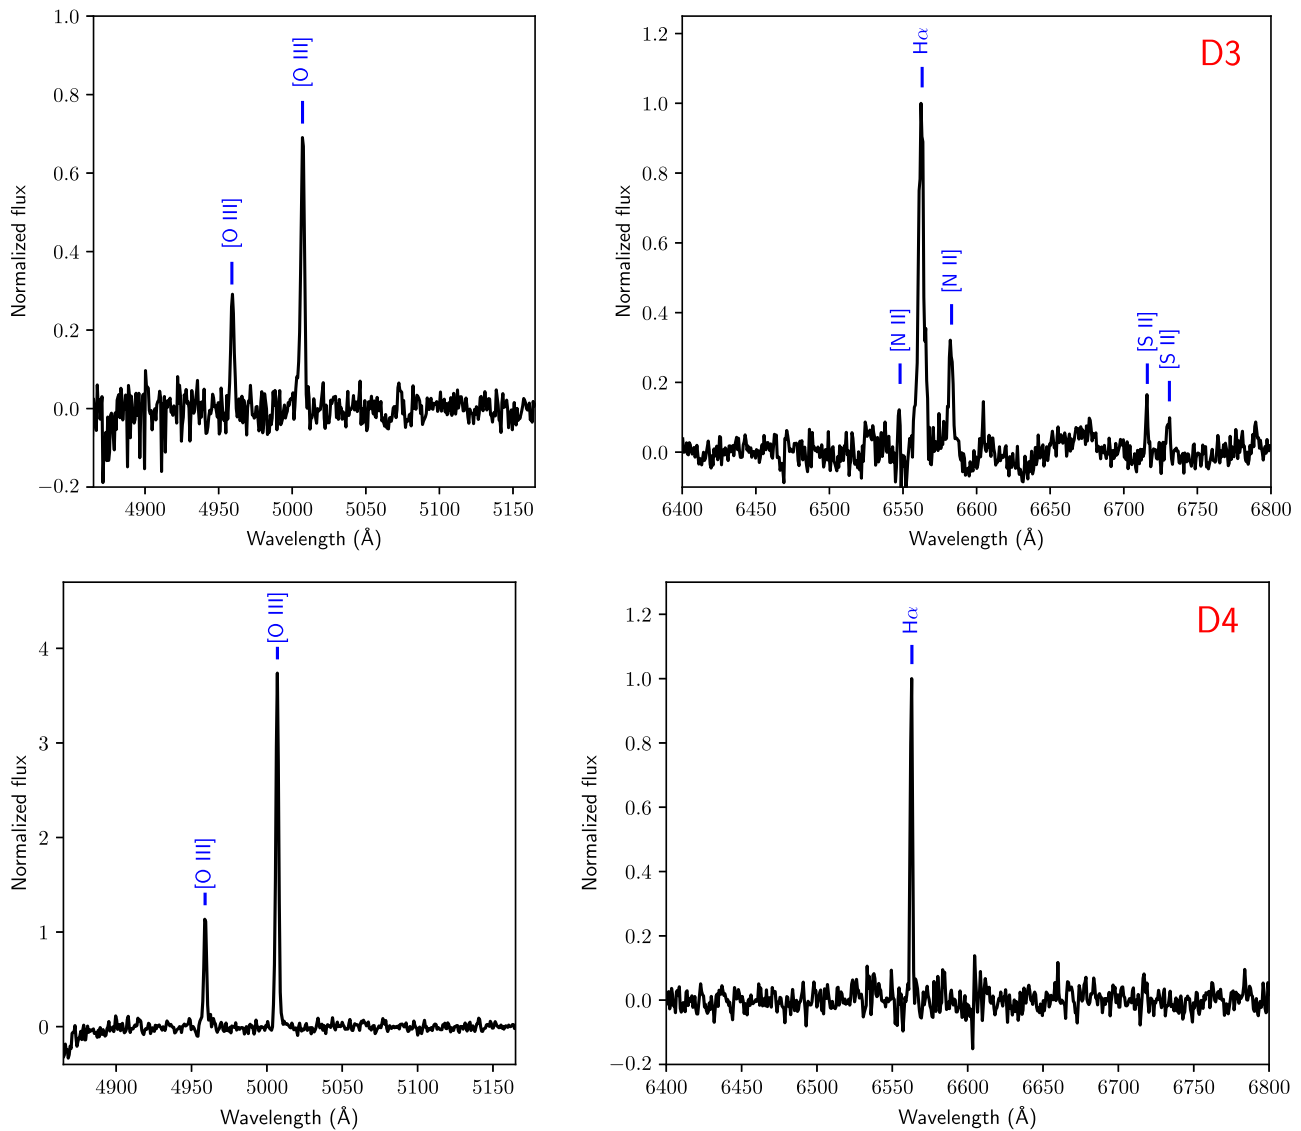 1.0
0.8
0.6
0.4
0.2
0.0
−0.2
Normalized flux
[O III]
[O III]
4900 4950 5000 5050 5100 5150
Wavelength (Å)
D3
1.2
1.0
0.8
0.6
0.4
0.2
0.0
Normalized flux
[N II]
Hα
[N II]
[S II]
[S II]
6400 6450 6500 6550 6600 6650 6700 6750 6800
Wavelength (Å)
4
3
2
1
0
Normalized flux
[O III]
[O III]
4900 4950 5000 5050 5100 5150
Wavelength (Å)
D4
1.2
1.0
0.8
0.6
0.4
0.2
0.0
−0.2
Normalized flux
Hα
6400 6450 6500 6550 6600 6650 6700 6750 6800
Wavelength (Å)